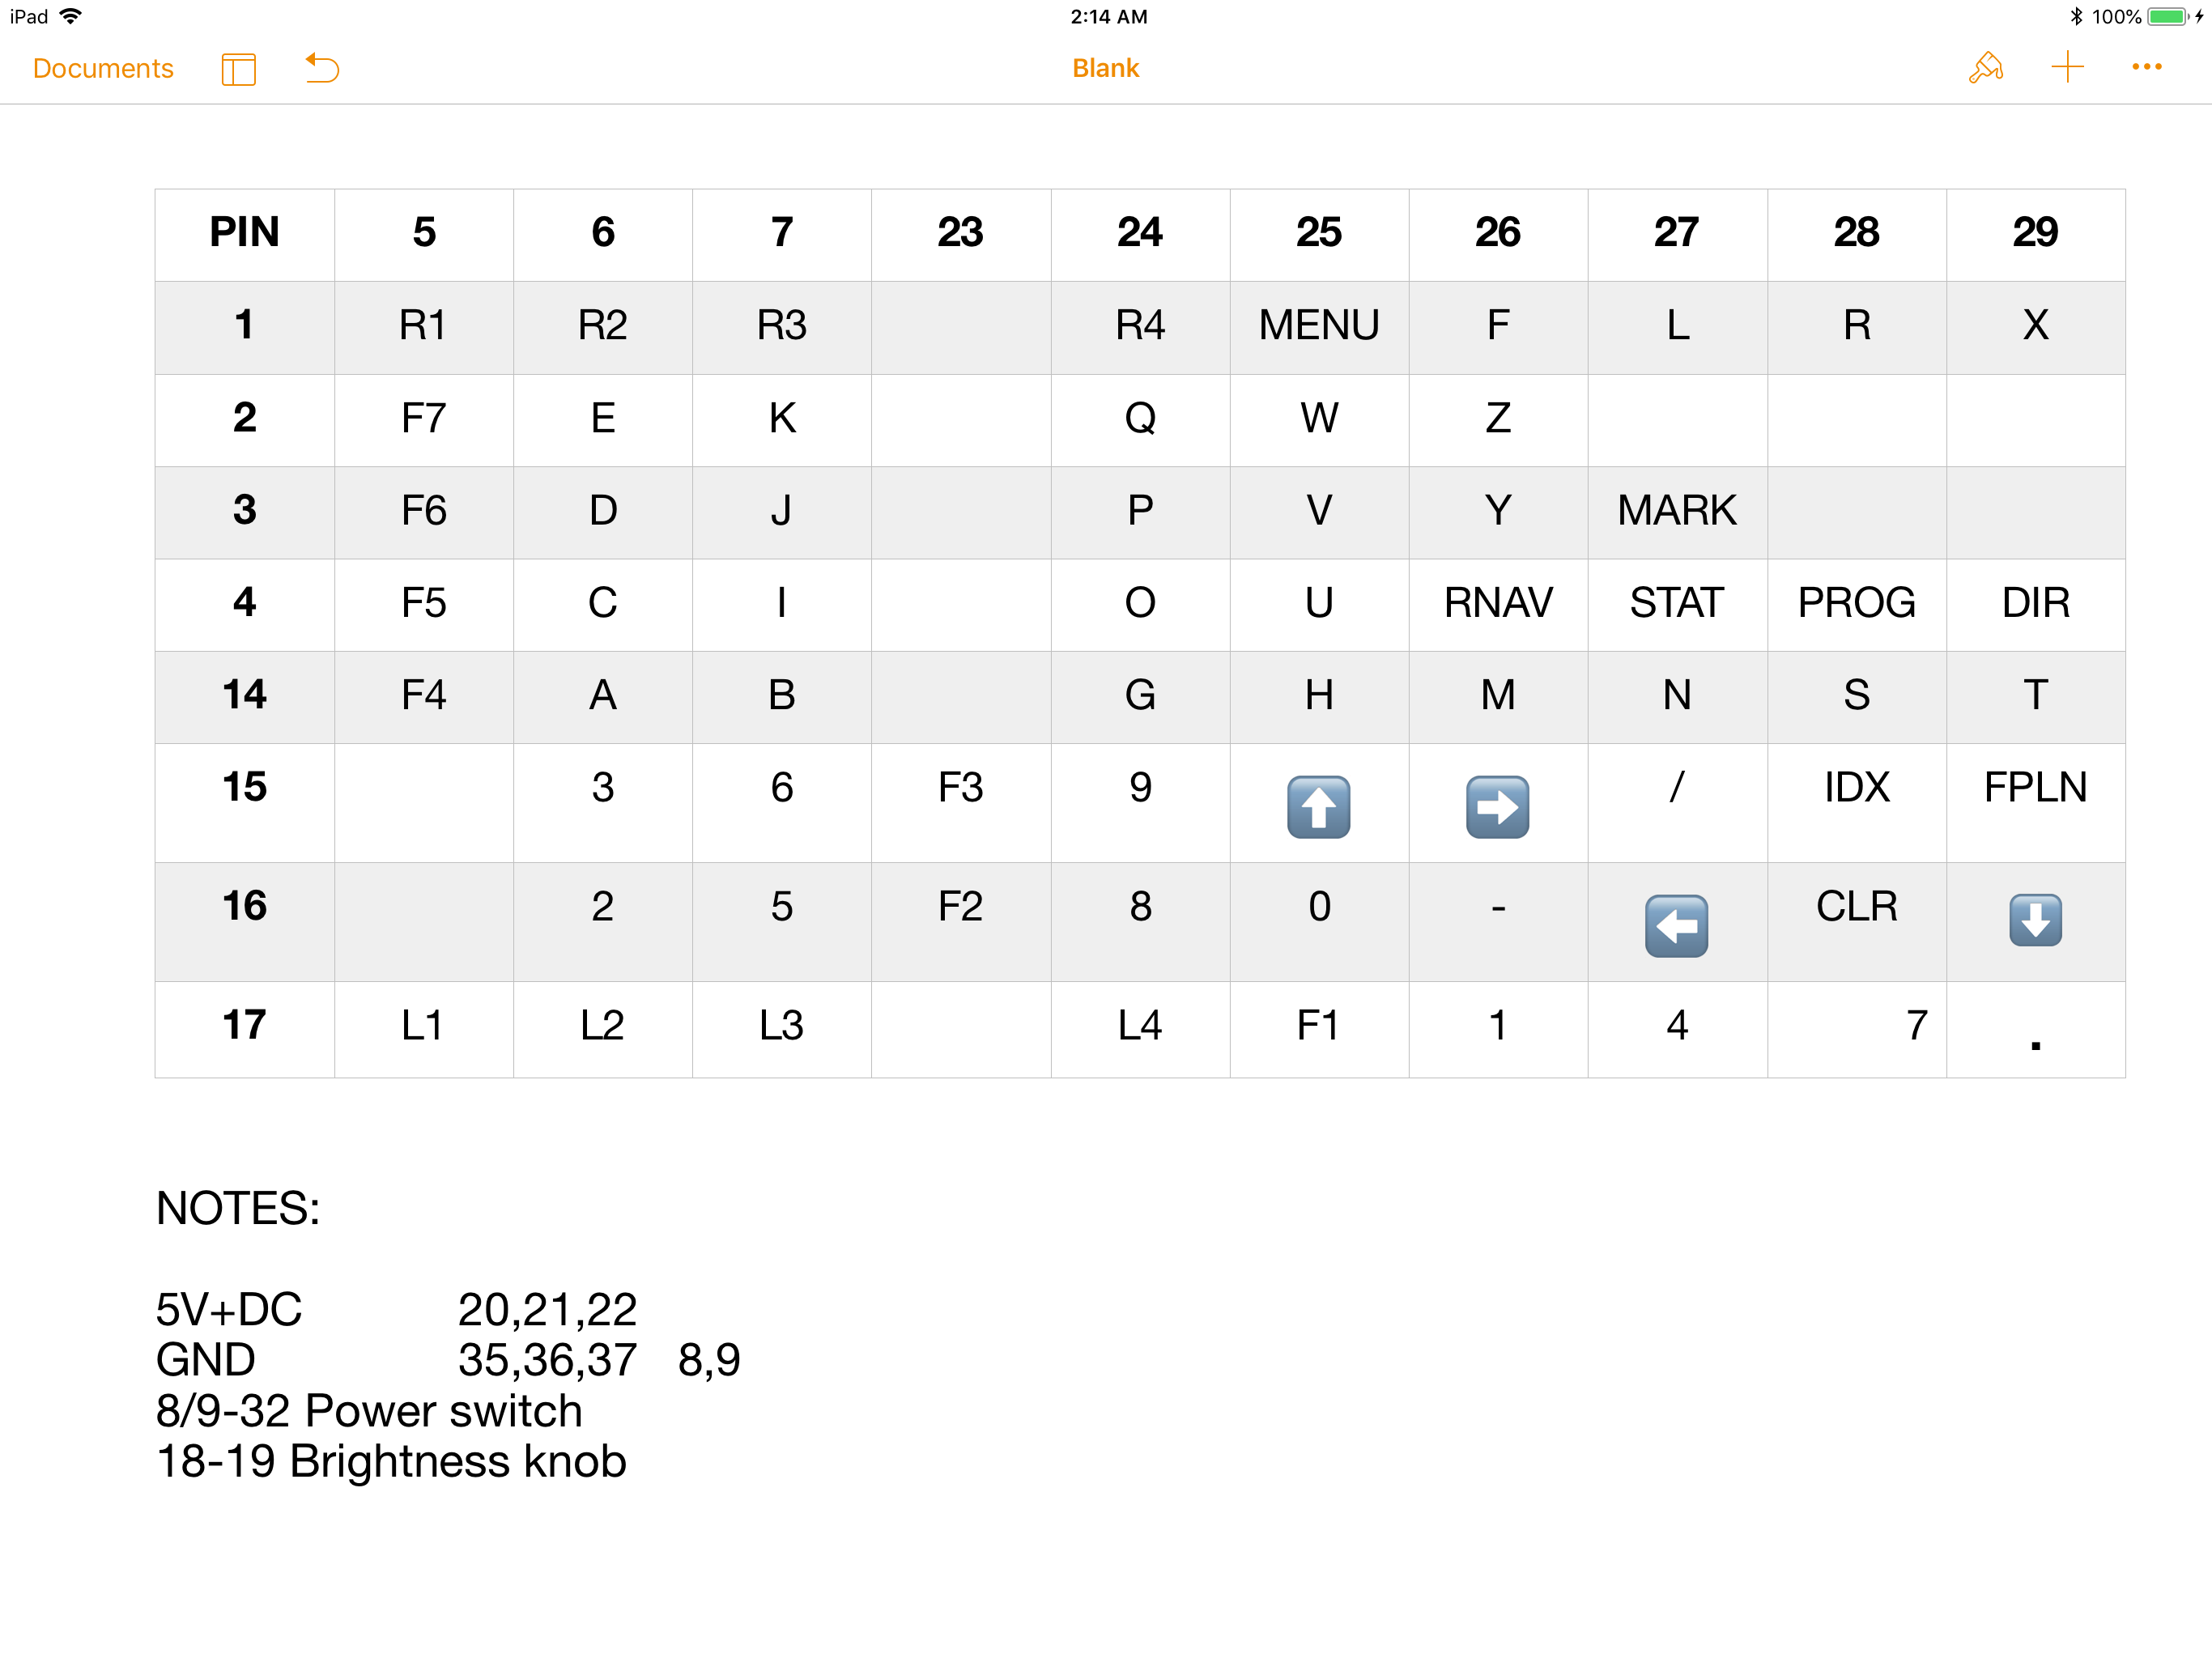 iPad 2:14 AM 100%
Documents Blank
PIN 5 6 7 23 24 25 26 27 28 29
1 R1 R2 R3 R4 MENU F L R X
2 F7 E K Q W Z
3 F6 D J P V Y MARK
4 F5 C I O U RNAV STAT PROG DIR
14 F4 A B G H M N S T
15 3 6 F3 9 ⬆️ ➡️ / IDX FPLN
16 2 5 F2 8 0 - ⬅️ CLR ⬇️
17 L1 L2 L3 L4 F1 1 4 7 .
NOTES:
5V+DC 20,21,22
GND 35,36,37 8,9
8/9-32 Power switch
18-19 Brightness knob